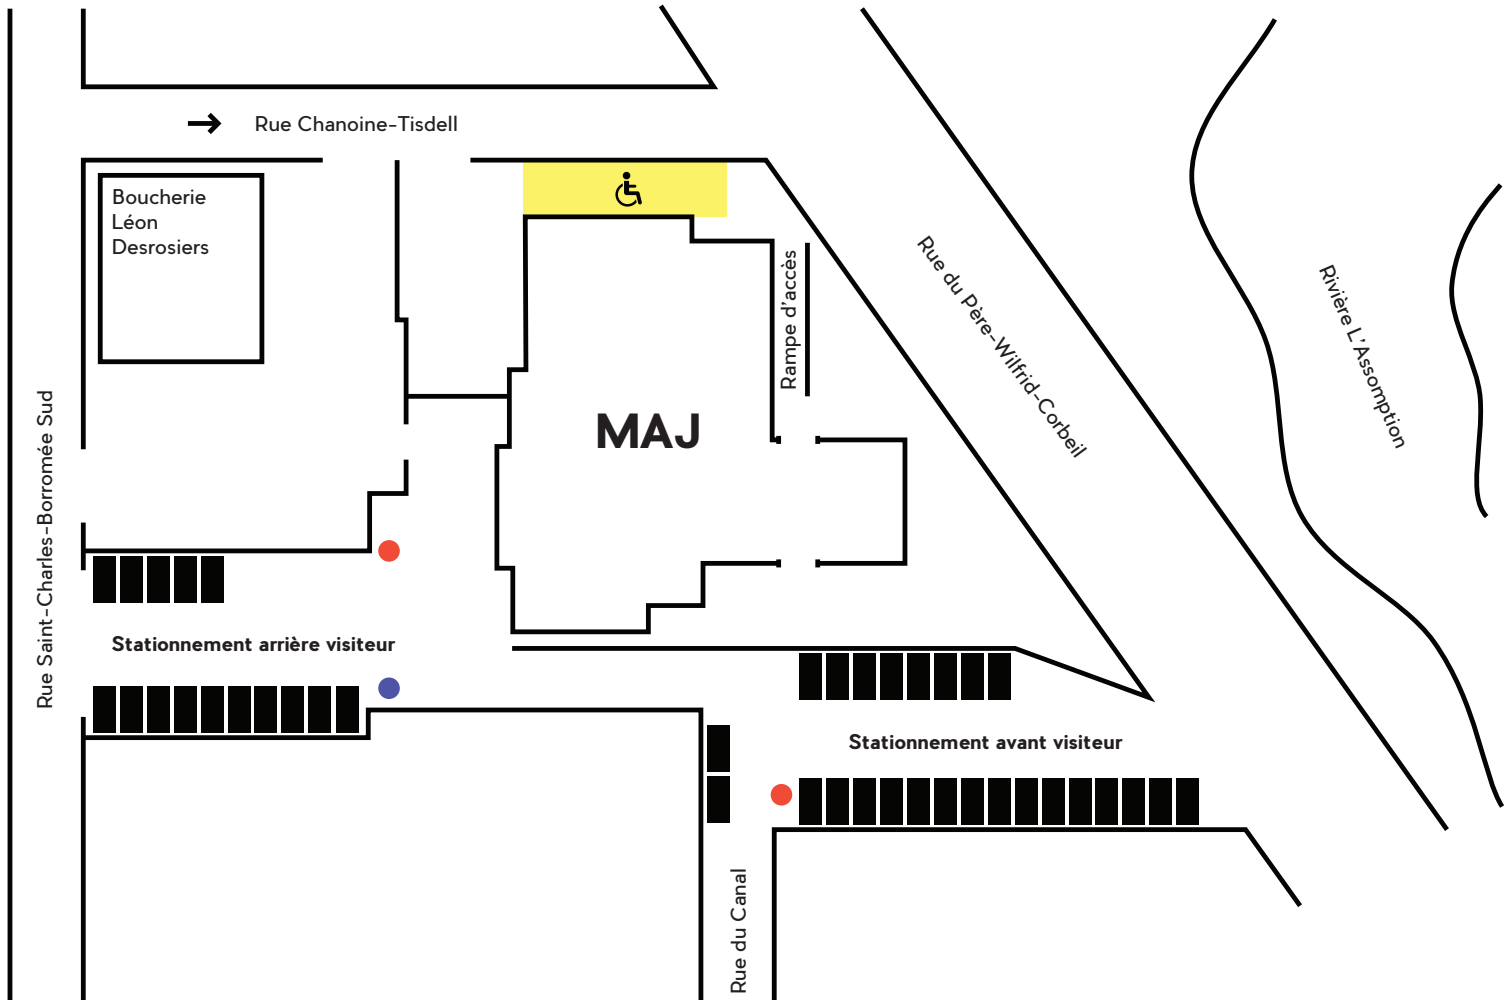 Rue Chanoine-Tisdell
Boucherie
Léon
Desrosiers
Rampe d'accès
Rue du Père-Wilfrid-Corbeil
Rivière L'Assomption
MAJ
Rue Saint-Charles-Borromée Sud
Stationnement arrière visiteur
Stationnement avant visiteur
Rue du Canal